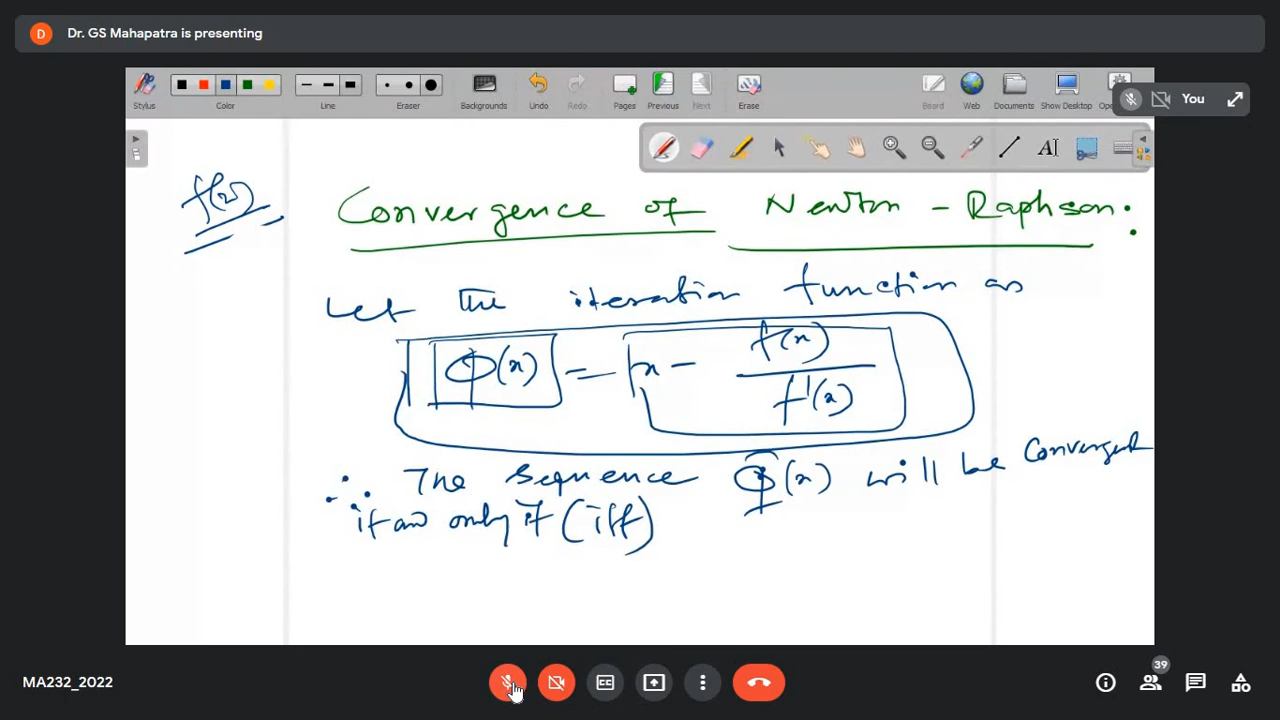 D Dr. GS Mahapatra is presenting
Stylus Color Line Eraser Backgrounds Undo Redo Pages Previous Next Erase Board Web Documents Show Desktop
You
f(x)
Convergence of Newton - Raphson.
Let the iteration function as
ϕ(x) = x - f(x) / f'(x)
∴ The sequence ϕ(x) will be Convergent
if an only if (iff)
MA232_2022
39